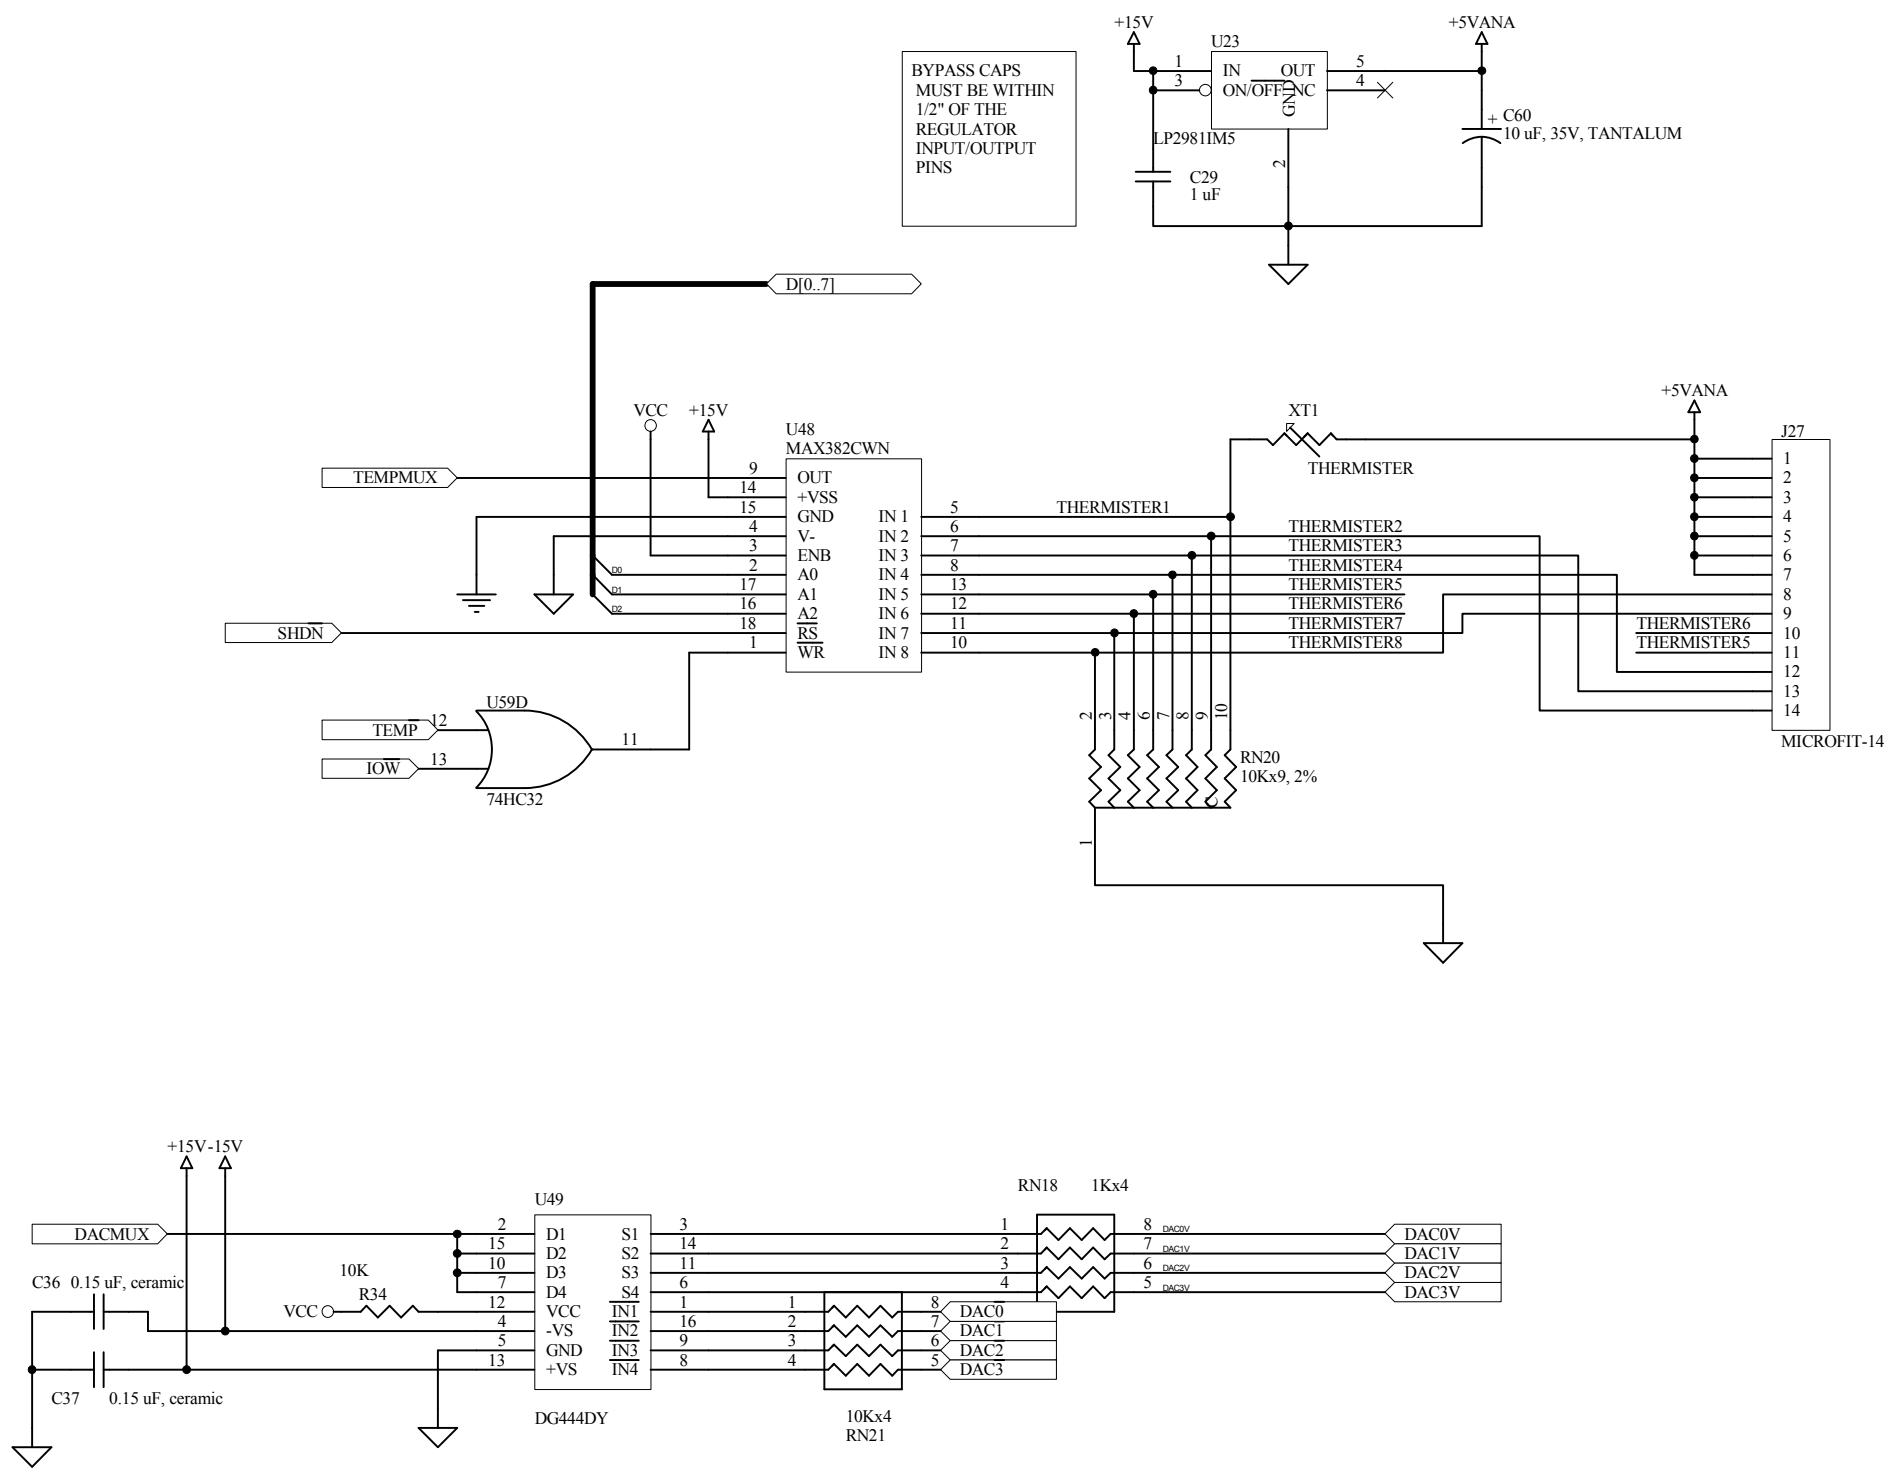 +15V
+5VANA
U23
BYPASS CAPS
MUST BE WITHIN
1/2" OF THE
REGULATOR
INPUT/OUTPUT
PINS
1
3
IN
OUT
ON/OFF
NC
GND
5
4
2
LP2981IM5
C29
1 uF
+
C60
10 uF, 35V, TANTALUM
D[0..7]
VCC
+15V
U48
MAX382CWN
TEMPMUX
SHDN
9
14
15
4
3
2
17
16
18
1
D0
D1
D2
OUT
+VSS
GND
V-
ENB
A0
A1
A2
RS
WR
IN 1
IN 2
IN 3
IN 4
IN 5
IN 6
IN 7
IN 8
5
6
7
8
13
12
11
10
THERMISTER1
THERMISTER2
THERMISTER3
THERMISTER4
THERMISTER5
THERMISTER6
THERMISTER7
THERMISTER8
XT1
THERMISTER
+5VANA
J27
1
2
3
4
5
6
7
8
9
10
11
12
13
14
THERMISTER6
THERMISTER5
MICROFIT-14
U59D
TEMP
12
IOW
13
11
74HC32
2
3
4
6
7
8
9
10
RN20
10Kx9, 2%
C
1
+15V
-15V
DACMUX
C36 0.15 uF, ceramic
10K
R34
VCC
C37 0.15 uF, ceramic
U49
2
15
10
7
12
4
5
13
D1
D2
D3
D4
VCC
-VS
GND
+VS
S1
S2
S3
S4
IN1
IN2
IN3
IN4
3
14
11
6
1
16
9
8
DG444DY
RN18 1Kx4
1
2
3
4
8
7
6
5
DAC0V
DAC1V
DAC2V
DAC3V
DAC0V
DAC1V
DAC2V
DAC3V
1
2
3
4
8
7
6
5
DAC0
DAC1
DAC2
DAC3
10Kx4
RN21